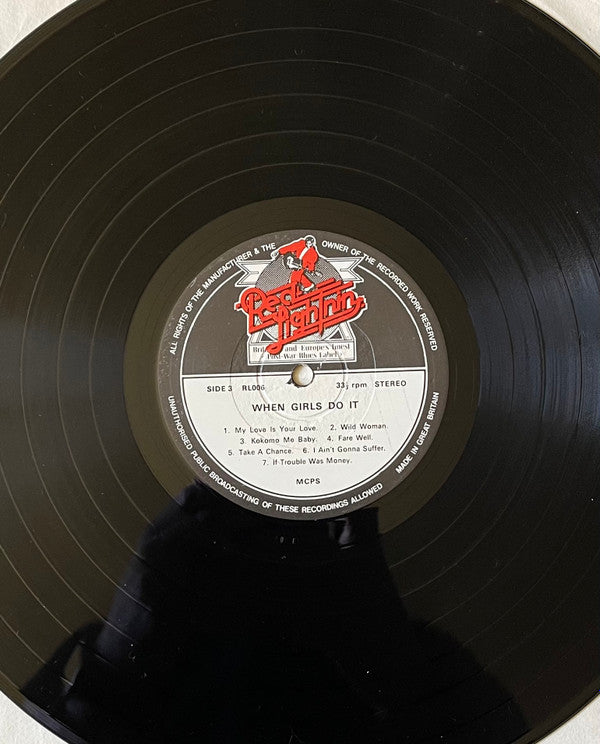 ALL RIGHTS OF THE MANUFACTURER & THE OWNER OF THE RECORDED WORK RESERVED
Red
Lightnin'
and Europe's finest
Post-War Blues Label
SIDE 3 RL006 33⅓ rpm STEREO
WHEN GIRLS DO IT
1. My Love Is Your Love. 2. Wild Woman.
3. Kokomo Me Baby. 4. Fare Well.
5. Take A Chance. 6. I Ain't Gonna Suffer.
7. If Trouble Was Money.
MCPS
UNAUTHORISED PUBLIC BROADCASTING OF THESE RECORDINGS ALLOWED
MADE IN GREAT BRITAIN